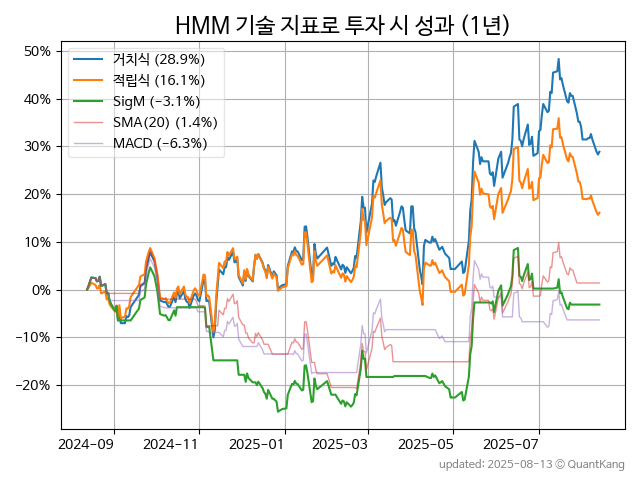 HMM 기술 지표로 투자 시 성과 (1년)
50%
40%
30%
20%
10%
0%
−10%
−20%
거치식 (28.9%)
적립식 (16.1%)
SigM (−3.1%)
SMA(20) (1.4%)
MACD (−6.3%)
2024-09 2024-11 2025-01 2025-03 2025-05 2025-07
updated: 2025-08-13 © QuantKang